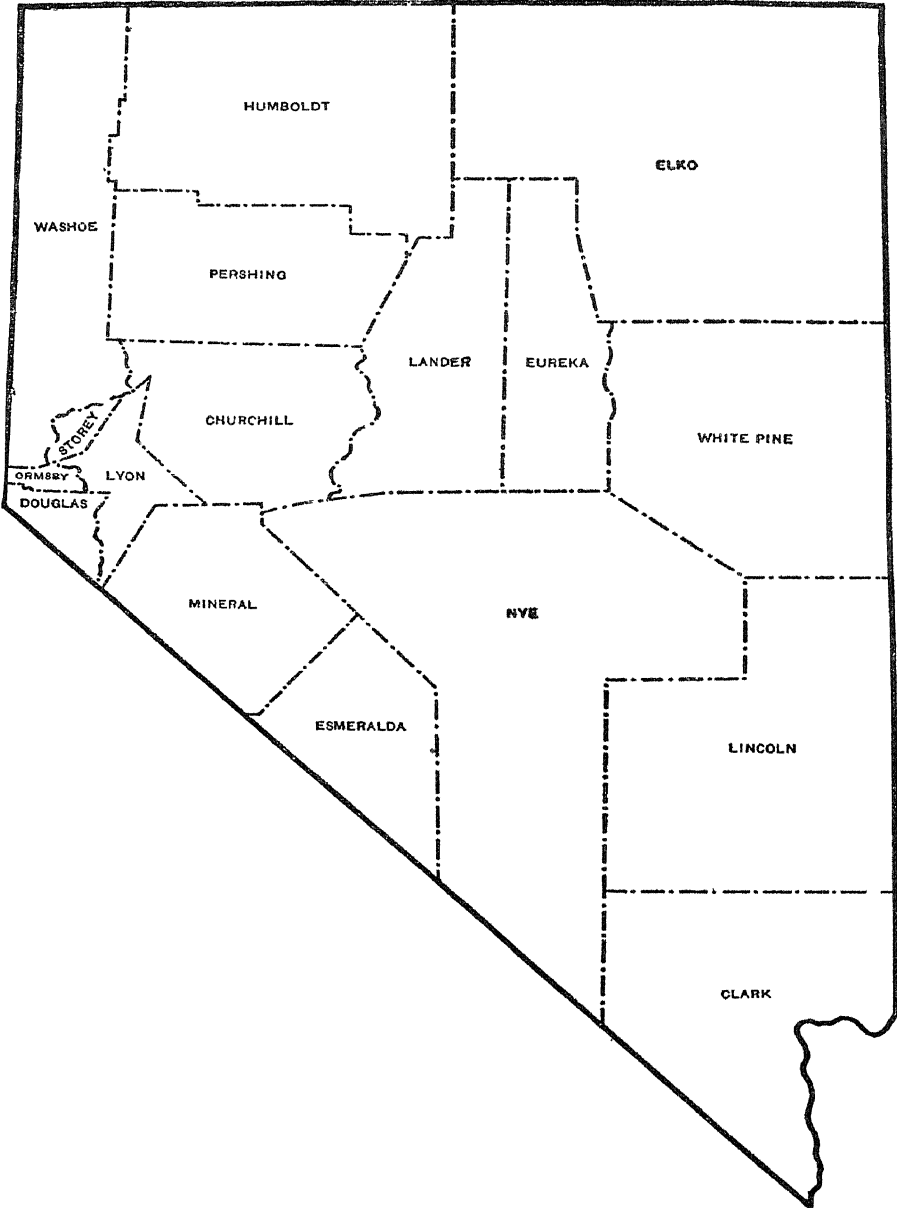 HUMBOLDT
ELKO
WASHOE
PERSHING
LANDER
EUREKA
CHURCHILL
STOREY
WHITE PINE
ORMSBY
LYON
DOUGLAS
MINERAL
NYE
ESMERALDA
LINCOLN
CLARK